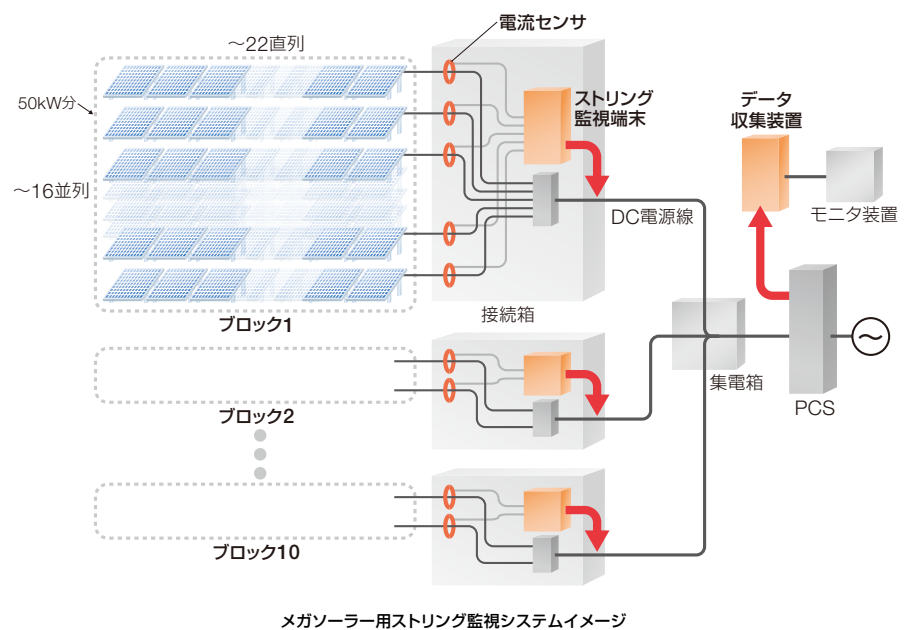 ～22直列
電流センサ
50kW分
～16並列
ストリング
監視端末
データ
収集装置
モニタ装置
DC電源線
接続箱
ブロック1
集電箱
PCS
ブロック2
ブロック10
メガソーラー用ストリング監視システムイメージ